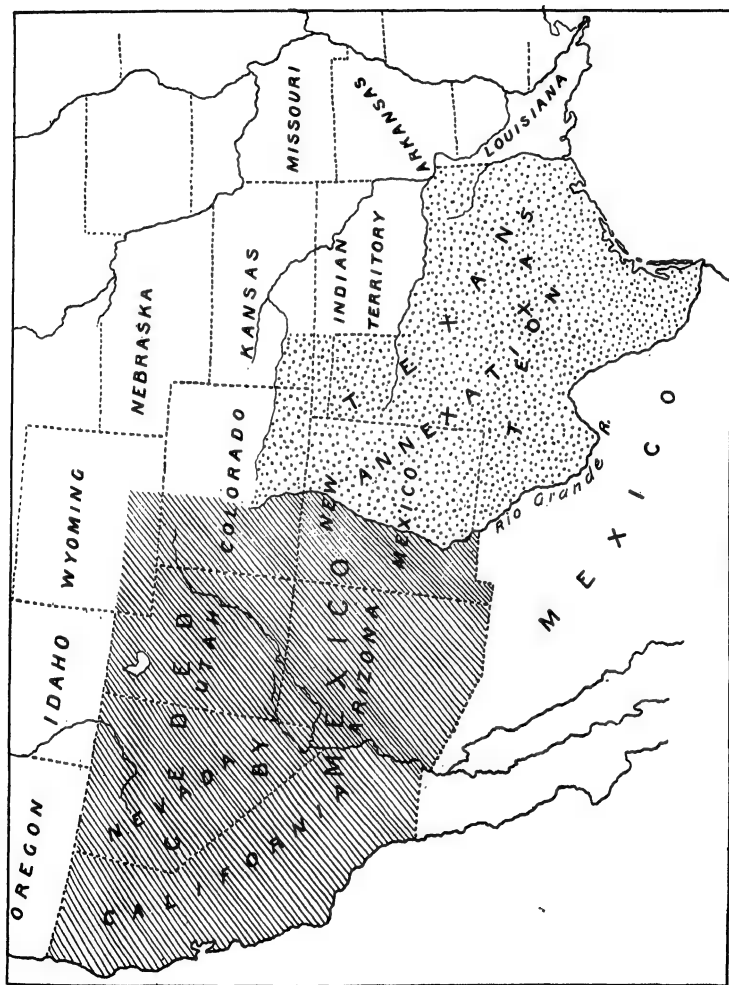 OREGON
IDAHO
WYOMING
NEBRASKA
MISSOURI
KANSAS
COLORADO
INDIAN
TERRITORY
ARKANSAS
LOUISIANA
CEDED
BY
MEXICO
NEVADA
UTAH
CALIFORNIA
ARIZONA
NEW
MEXICO
TEXAN
ANNEXATION
TEXAS
Rio Grande R.
MEXICO